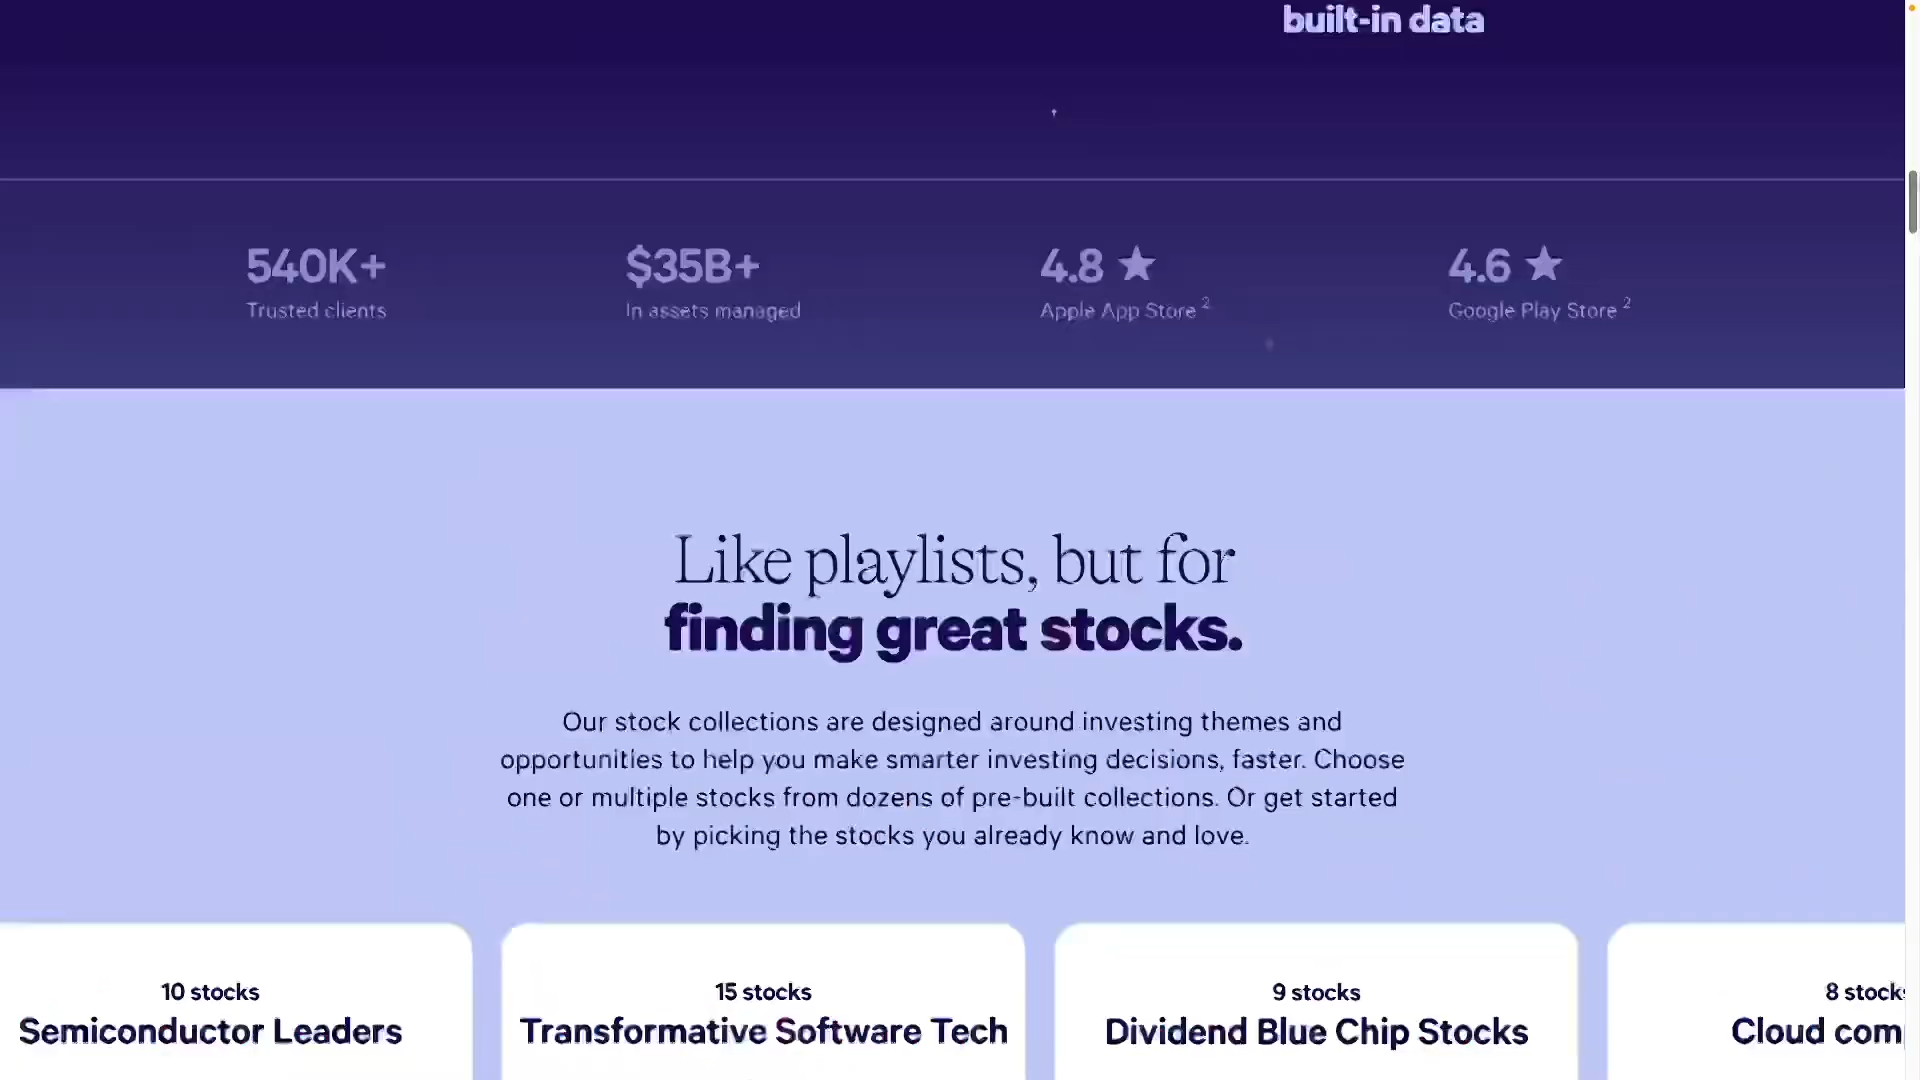 built-in data
540K+
Trusted clients
$35B+
In assets managed
4.8 ★
Apple App Store 2
4.6 ★
Google Play Store 2
Like playlists, but for
finding great stocks.
Our stock collections are designed around investing themes and
opportunities to help you make smarter investing decisions, faster. Choose
one or multiple stocks from dozens of pre-built collections. Or get started
by picking the stocks you already know and love.
10 stocks
Semiconductor Leaders
15 stocks
Transformative Software Tech
9 stocks
Dividend Blue Chip Stocks
8 stock
Cloud com